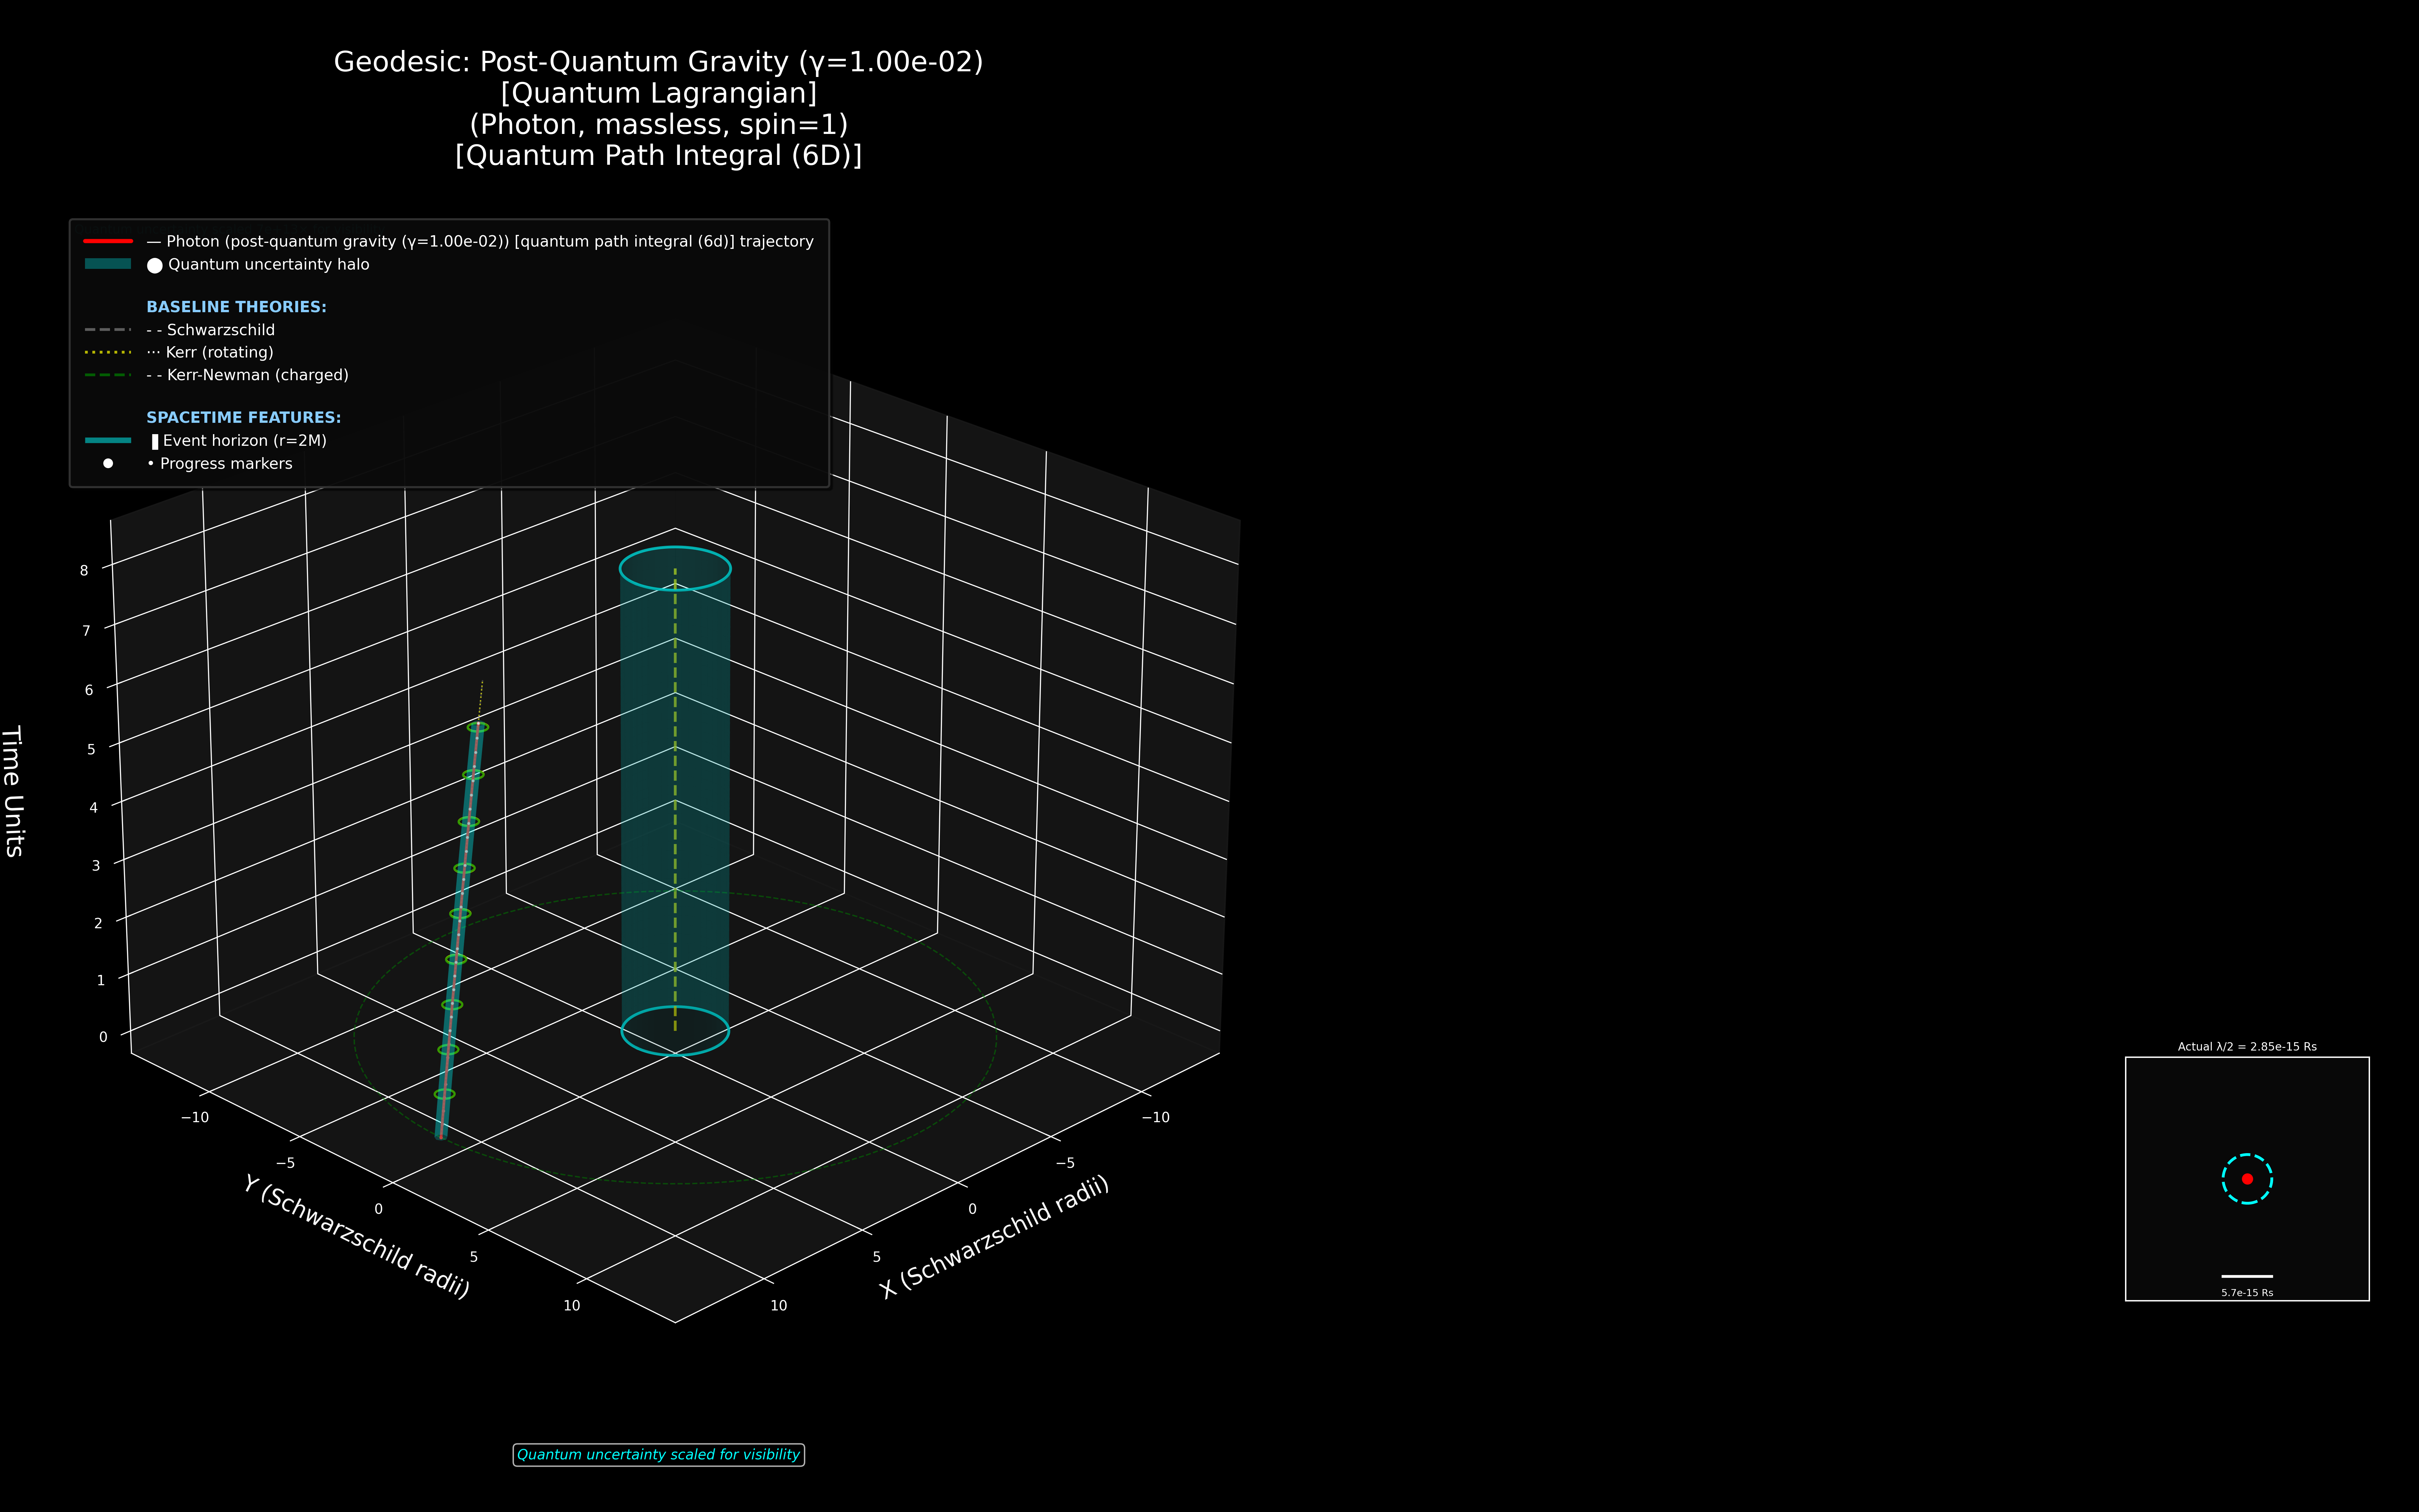 Geodesic: Post-Quantum Gravity (γ=1.00e-02)
[Quantum Lagrangian]
(Photon, massless, spin=1)
[Quantum Path Integral (6D)]
— Photon (post-quantum gravity (γ=1.00e-02)) [quantum path integral (6d)] trajectory
⬤ Quantum uncertainty halo
BASELINE THEORIES:
- - Schwarzschild
··· Kerr (rotating)
- - Kerr-Newman (charged)
SPACETIME FEATURES:
▐ Event horizon (r=2M)
• Progress markers
8
7
6
5
4
3
2
1
0
Time Units
−10
−5
0
5
10
Y (Schwarzschild radii)
10
5
0
−5
−10
X (Schwarzschild radii)
Actual λ/2 = 2.85e-15 Rs
5.7e-15 Rs
Quantum uncertainty scaled for visibility